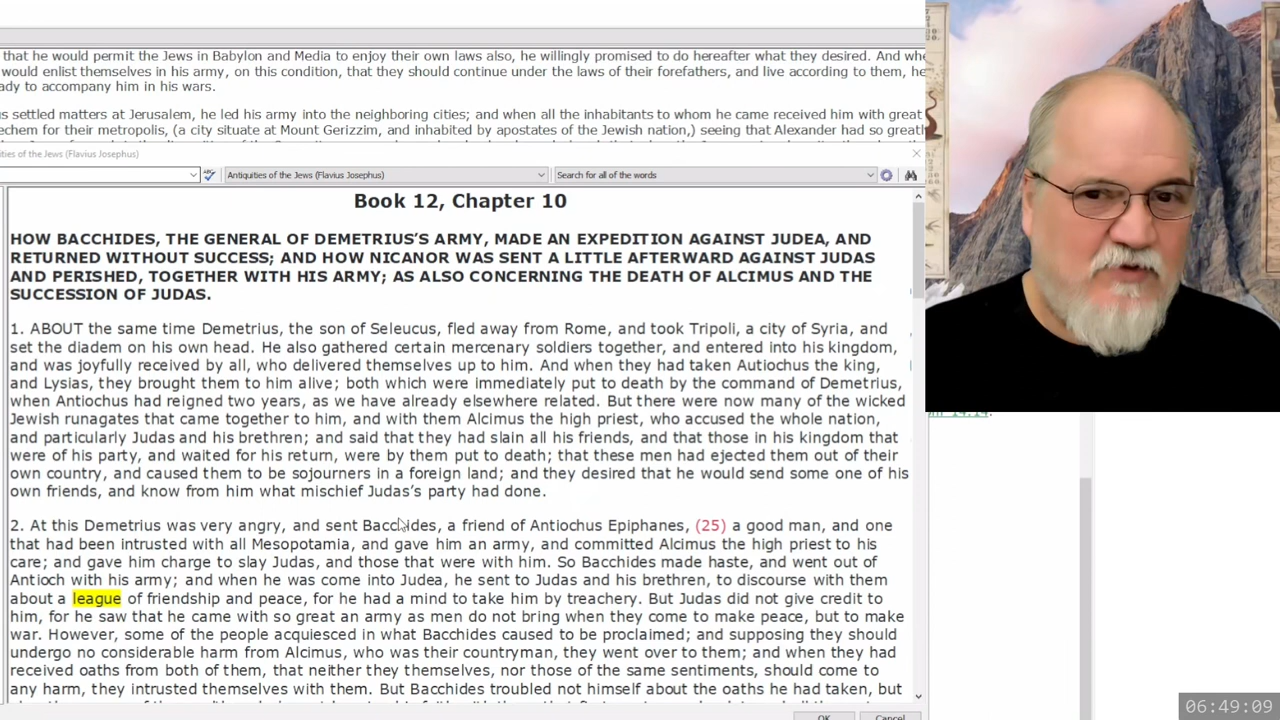 that he would permit the Jews in Babylon and Media to enjoy their own laws also, he willingly promised to do hereafter what they desired. And
would enlist themselves in his army on this condition, that they should continue under the laws of their forefathers, and live according to them,
ady to accompany him in his wars.
s settled matters at Jerusalem, he led his army into the neighboring cities; and when all the inhabitants to whom he came received him with great
echem for their metropolis, (a city situate at Mount Gerizzim, and inhabited by apostates of the Jewish nation,) seeing that Alexander had so
ities of the Jews (Flavius Josephus)
Antiquities of the Jews (Flavius Josephus) Search for all of the words
Book 12, Chapter 10
HOW BACCHIDES, THE GENERAL OF DEMETRIUS'S ARMY, MADE AN EXPEDITION AGAINST JUDEA, AND
RETURNED WITHOUT SUCCESS; AND HOW NICANOR WAS SENT A LITTLE AFTERWARD AGAINST JUDAS
AND PERISHED, TOGETHER WITH HIS ARMY; AS ALSO CONCERNING THE DEATH OF ALCIMUS AND THE
SUCCESSION OF JUDAS.
1. ABOUT the same time Demetrius, the son of Seleucus, fled away from Rome, and took Tripoli, a city of Syria, and
set the diadem on his own head. He also gathered certain mercenary soldiers together, and entered into his kingdom,
and was joyfully received by all, who delivered themselves up to him. And when they had taken Autiochus the king,
and Lysias, they brought them to him alive; both which were immediately put to death by the command of Demetrius,
when Antiochus had reigned two years, as we have already elsewhere related. But there were now many of the wicked
Jewish runagates that came together to him, and with them Alcimus the high priest, who accused the whole nation,
and particularly Judas and his brethren; and said that they had slain all his friends, and that those in his kingdom that
were of his party, and waited for his return, were by them put to death; that these men had ejected them out of their
own country, and caused them to be sojourners in a foreign land; and they desired that he would send some one of his
own friends, and know from him what mischief Judas's party had done.
2. At this Demetrius was very angry, and sent Bacchides, a friend of Antiochus Epiphanes, (25) a good man, and one
that had been intrusted with all Mesopotamia, and gave him an army, and committed Alcimus the high priest to his
care; and gave him charge to slay Judas, and those that were with him. So Bacchides made haste, and went out of
Antioch with his army; and when he was come into Judea, he sent to Judas and his brethren, to discourse with them
about a league of friendship and peace, for he had a mind to take him by treachery. But Judas did not give credit to
him, for he saw that he came with so great an army as men do not bring when they come to make peace, but to make
war. However, some of the people acquiesced in what Bacchides caused to be proclaimed; and supposing they should
undergo no considerable harm from Alcimus, who was their countryman, they went over to them; and when they had
received oaths from both of them, that neither they themselves, nor those of the same sentiments, should come to
any harm, they intrusted themselves with them. But Bacchides troubled not himself about the oaths he had taken, but
OK Cancel
06:49:09